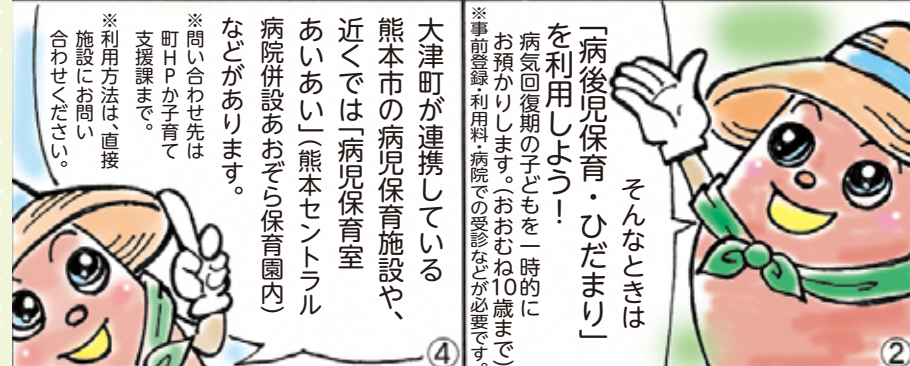 そんなときは
「病後児保育・ひだまり」
を利用しよう！
病気回復期の子どもを一時的に
お預かりします。（おおむね10歳まで）
※事前登録・利用料・病院での受診などが必要です。
②
大津町が連携している
熊本市の病児保育施設や、
近くでは「病児保育室
あいあい」（熊本セントラル
病院併設あおぞら保育園内）
などがあります。
※問い合わせ先は
町ＨＰか子育て
支援課まで。
※利用方法は、直接
施設にお問い
合わせください。
④